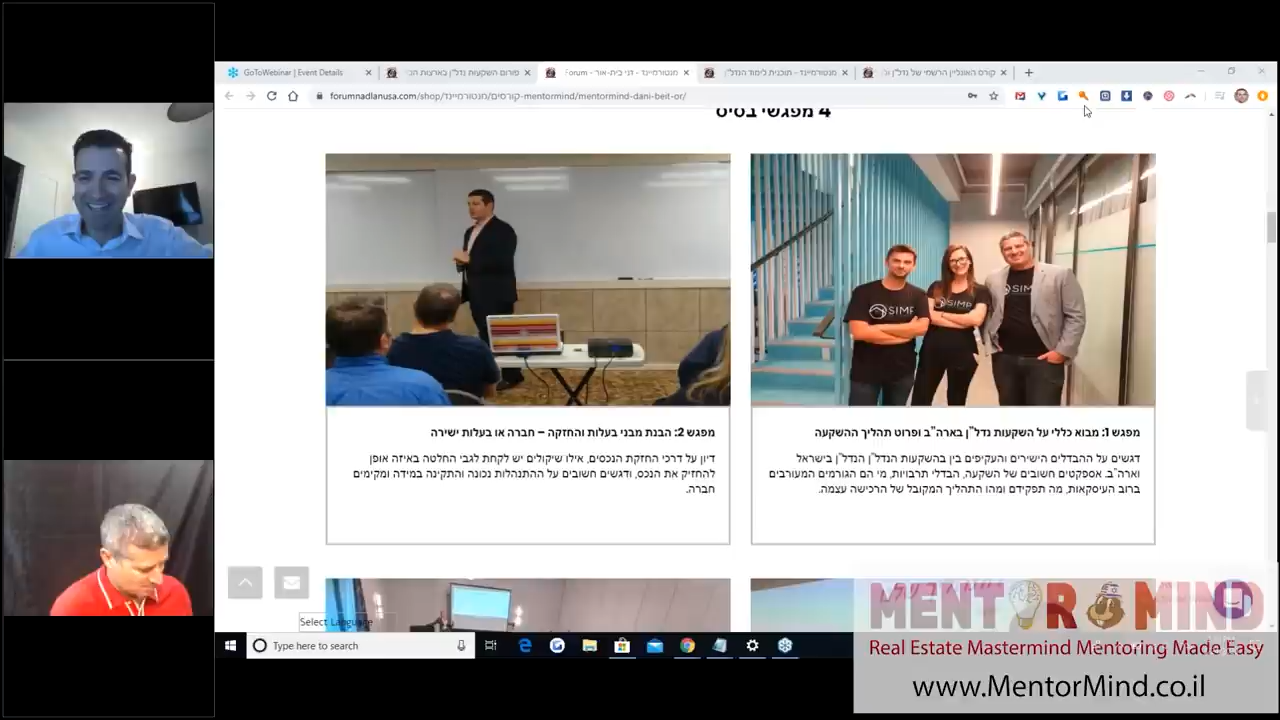 GoToWebinar | Event Details
פורום השקעות נדל"ן בארצות הב
מנטורמיינד - דני בית-אור - Forum
מנטורמיינד - תוכנית לימוד הנדל"ן
קורס האונליין הרשמי של נדל"ן
forumnadlanusa.com/shop/מנטורמיינד/קורסים-mentormind/mentormind-dani-beit-or/
4 מפגשי בסיס
SIMP
SIMP
SIM
מפגש 1: מבוא כללי על השקעות נדל"ן בארה"ב ופרוט תהליך ההשקעה
דגשים על ההבדלים הישירים והעקיפים בין בהשקעות הנדל"ן הנדל"ן בישראל
וארה"ב. אספקטים חשובים של השקעה, הבדלי תרבויות, מי הם הגורמים המעורבים
ברוב העיסקאות, מה תפקידם ומהו התהליך המקובל של הרכישה עצמה.
מפגש 2: הבנת מבני בעלות והחזקה – חברה או בעלות ישירה
דיון על דרכי החזקת הנכסים, אילו שיקולים יש לקחת לגבי החלטה באיזה אופן
להחזיק את הנכס, ודגשים חשובים על ההתנהלות נכונה והתקינה במידה ומקימים
חברה.
Select Language
Type here to search
MENTORMIND
Real Estate Mastermind Mentoring Made Easy
www.MentorMind.co.il